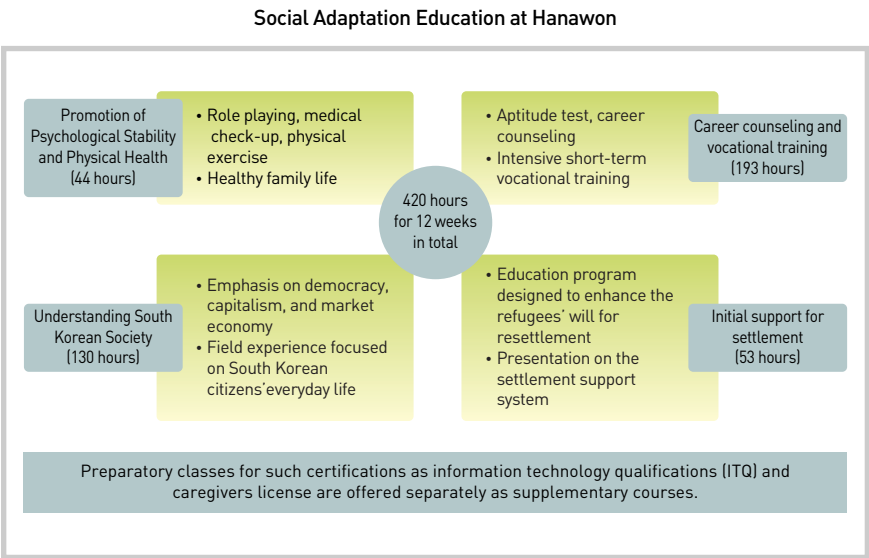 Social Adaptation Education at Hanawon
Promotion of
Psychological Stability
and Physical Health
(44 hours)
• Role playing, medical
check-up, physical
exercise
• Healthy family life
• Aptitude test, career
counseling
• Intensive short-term
vocational training
Career counseling and
vocational training
(193 hours)
420 hours
for 12 weeks
in total
Understanding South
Korean Society
(130 hours)
• Emphasis on democracy,
capitalism, and market
economy
• Field experience focused
on South Korean
citizens'everyday life
• Education program
designed to enhance the
refugees' will for
resettlement
• Presentation on the
settlement support
system
Initial support for
settlement
(53 hours)
Preparatory classes for such certifications as information technology qualifications (ITQ) and
caregivers license are offered separately as supplementary courses.